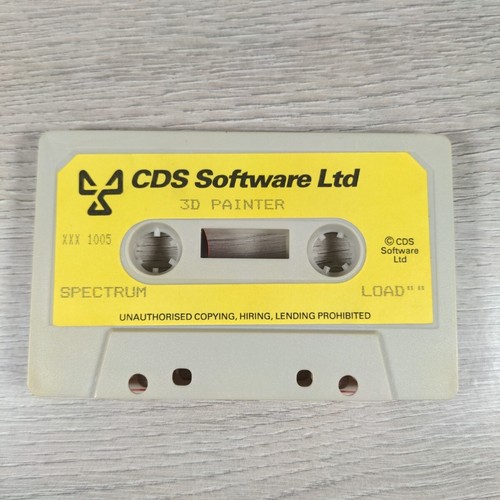 CDS Software Ltd
3D PAINTER
XXX 1005
© CDS
Software
Ltd
SPECTRUM
LOAD""
UNAUTHORISED COPYING, HIRING, LENDING PROHIBITED